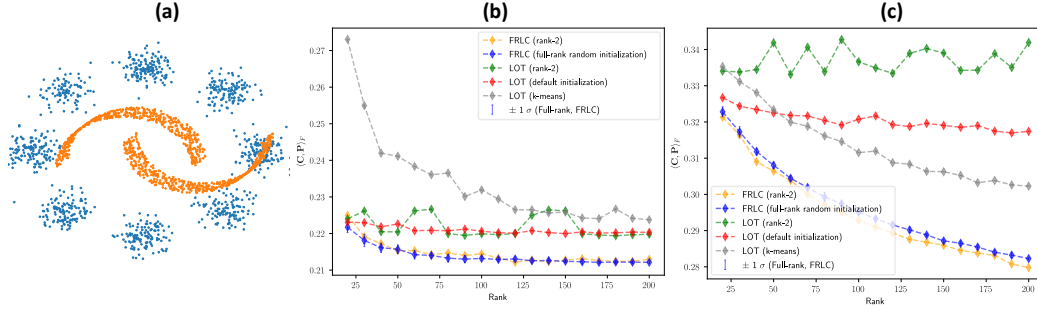 (a)
(b)
(c)
0.27
0.26
0.25
0.24
0.23
0.22
0.21
⟨C, P⟩_F
25 50 75 100 125 150 175 200
Rank
FRLC (rank-2)
FRLC (full-rank random initialization)
LOT (rank-2)
LOT (default initialization)
LOT (k-means)
± 1 σ (Full-rank, FRLC)
0.34
0.33
0.32
0.31
0.30
0.29
0.28
⟨C, P⟩_F
25 50 75 100 125 150 175 200
Rank
FRLC (rank-2)
FRLC (full-rank random initialization)
LOT (rank-2)
LOT (default initialization)
LOT (k-means)
± 1 σ (Full-rank, FRLC)